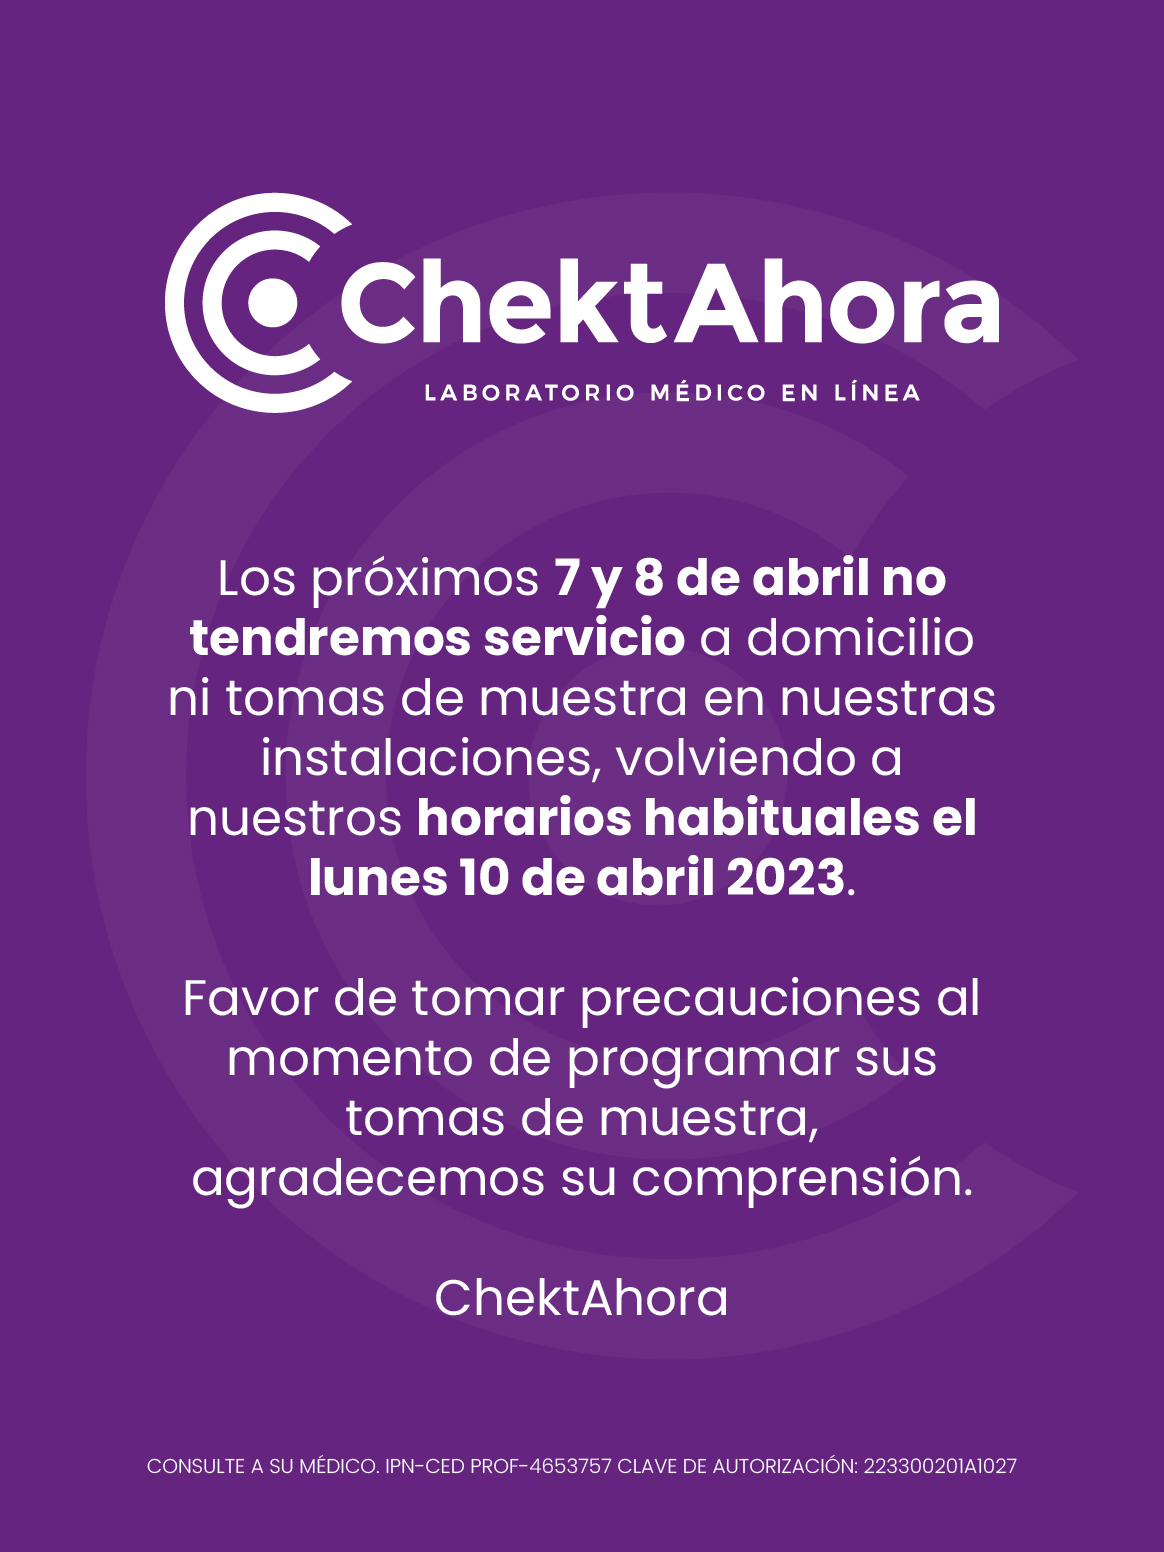 ChektAhora
LABORATORIO MÉDICO EN LÍNEA
Los próximos 7 y 8 de abril no
tendremos servicio a domicilio
ni tomas de muestra en nuestras
instalaciones, volviendo a
nuestros horarios habituales el
lunes 10 de abril 2023.
Favor de tomar precauciones al
momento de programar sus
tomas de muestra,
agradecemos su comprensión.
ChektAhora
CONSULTE A SU MÉDICO. IPN-CED PROF-4653757 CLAVE DE AUTORIZACIÓN: 223300201A1027